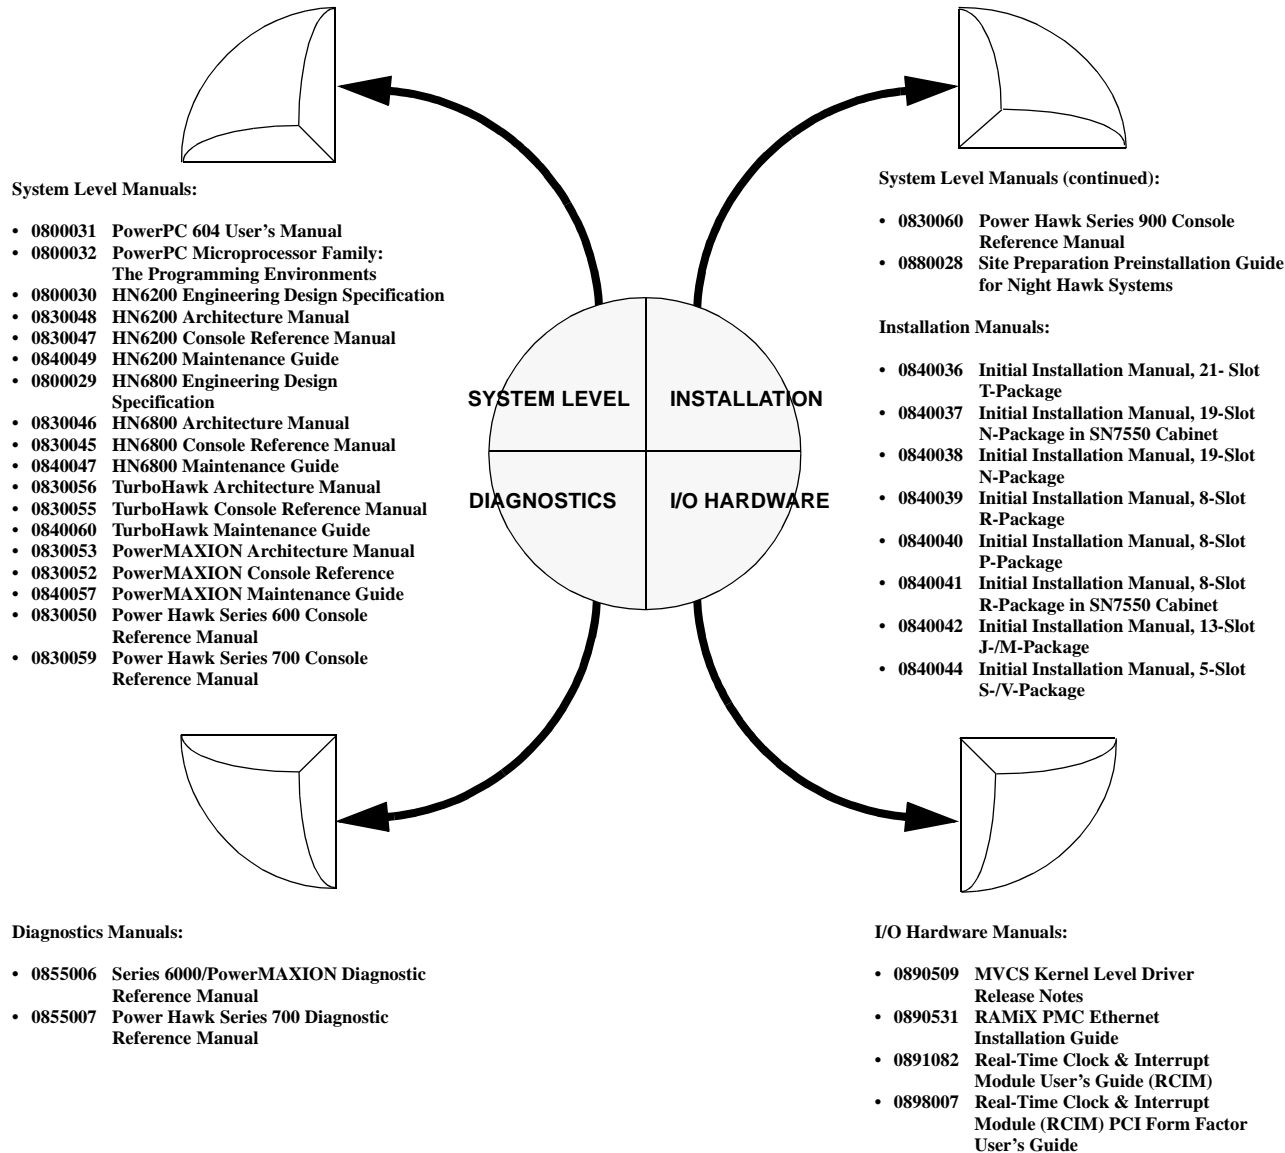 System Level Manuals:
• 0800031 PowerPC 604 User’s Manual
• 0800032 PowerPC Microprocessor Family:
The Programming Environments
• 0800030 HN6200 Engineering Design Specification
• 0830048 HN6200 Architecture Manual
• 0830047 HN6200 Console Reference Manual
• 0840049 HN6200 Maintenance Guide
• 0800029 HN6800 Engineering Design
Specification
• 0830046 HN6800 Architecture Manual
• 0830045 HN6800 Console Reference Manual
• 0840047 HN6800 Maintenance Guide
• 0830056 TurboHawk Architecture Manual
• 0830055 TurboHawk Console Reference Manual
• 0840060 TurboHawk Maintenance Guide
• 0830053 PowerMAXION Architecture Manual
• 0830052 PowerMAXION Console Reference
• 0840057 PowerMAXION Maintenance Guide
• 0830050 Power Hawk Series 600 Console
Reference Manual
• 0830059 Power Hawk Series 700 Console
Reference Manual
SYSTEM LEVEL
INSTALLATION
DIAGNOSTICS
I/O HARDWARE
System Level Manuals (continued):
• 0830060 Power Hawk Series 900 Console
Reference Manual
• 0880028 Site Preparation Preinstallation Guide
for Night Hawk Systems
Installation Manuals:
• 0840036 Initial Installation Manual, 21- Slot
T-Package
• 0840037 Initial Installation Manual, 19-Slot
N-Package in SN7550 Cabinet
• 0840038 Initial Installation Manual, 19-Slot
N-Package
• 0840039 Initial Installation Manual, 8-Slot
R-Package
• 0840040 Initial Installation Manual, 8-Slot
P-Package
• 0840041 Initial Installation Manual, 8-Slot
R-Package in SN7550 Cabinet
• 0840042 Initial Installation Manual, 13-Slot
J-/M-Package
• 0840044 Initial Installation Manual, 5-Slot
S-/V-Package
Diagnostics Manuals:
• 0855006 Series 6000/PowerMAXION Diagnostic
Reference Manual
• 0855007 Power Hawk Series 700 Diagnostic
Reference Manual
I/O Hardware Manuals:
• 0890509 MVCS Kernel Level Driver
Release Notes
• 0890531 RAMiX PMC Ethernet
Installation Guide
• 0891082 Real-Time Clock & Interrupt
Module User’s Guide (RCIM)
• 0898007 Real-Time Clock & Interrupt
Module (RCIM) PCI Form Factor
User’s Guide